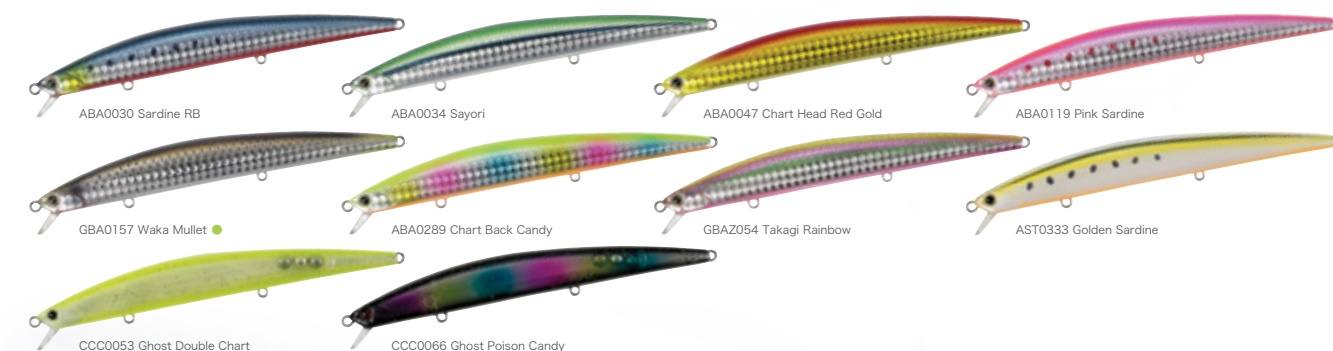 ABA0030 Sardine RB
ABA0034 Sayori
ABA0047 Chart Head Red Gold
ABA0119 Pink Sardine
GBA0157 Waka Mullet
ABA0289 Chart Back Candy
GBAZ054 Takagi Rainbow
AST0333 Golden Sardine
CCC0053 Ghost Double Chart
CCC0066 Ghost Poison Candy